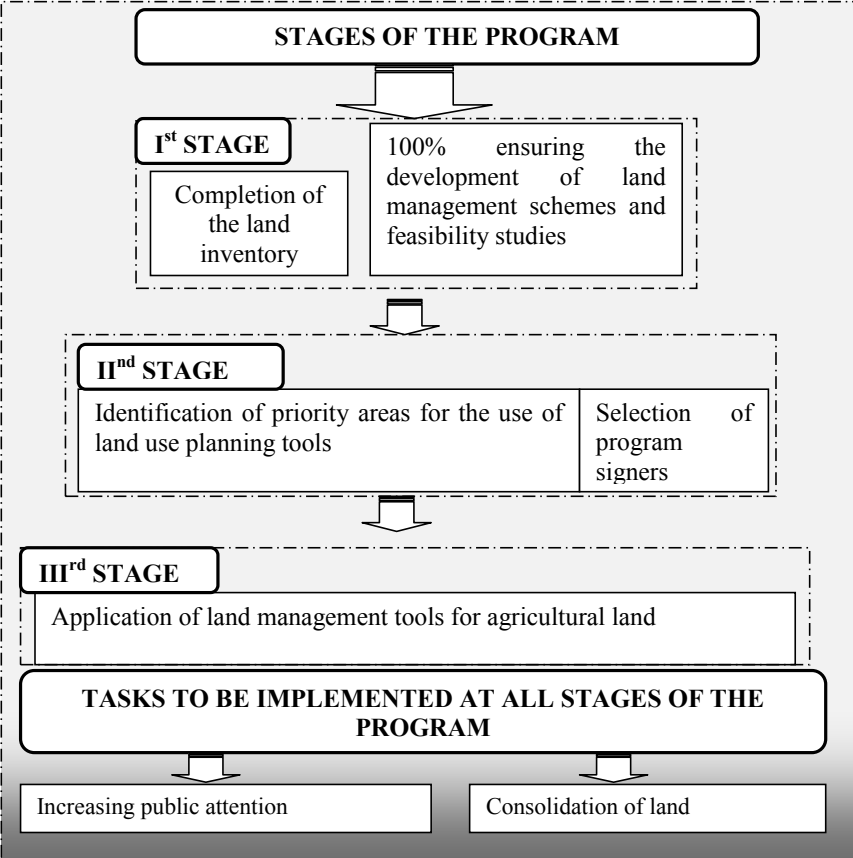 STAGES OF THE PROGRAM
Ist STAGE
Completion of
the land
inventory
100% ensuring the
development of land
management schemes and
feasibility studies
IInd STAGE
Identification of priority areas for the use of
land use planning tools
Selection of
program
signers
IIIrd STAGE
Application of land management tools for agricultural land
TASKS TO BE IMPLEMENTED AT ALL STAGES OF THE
PROGRAM
Increasing public attention
Consolidation of land